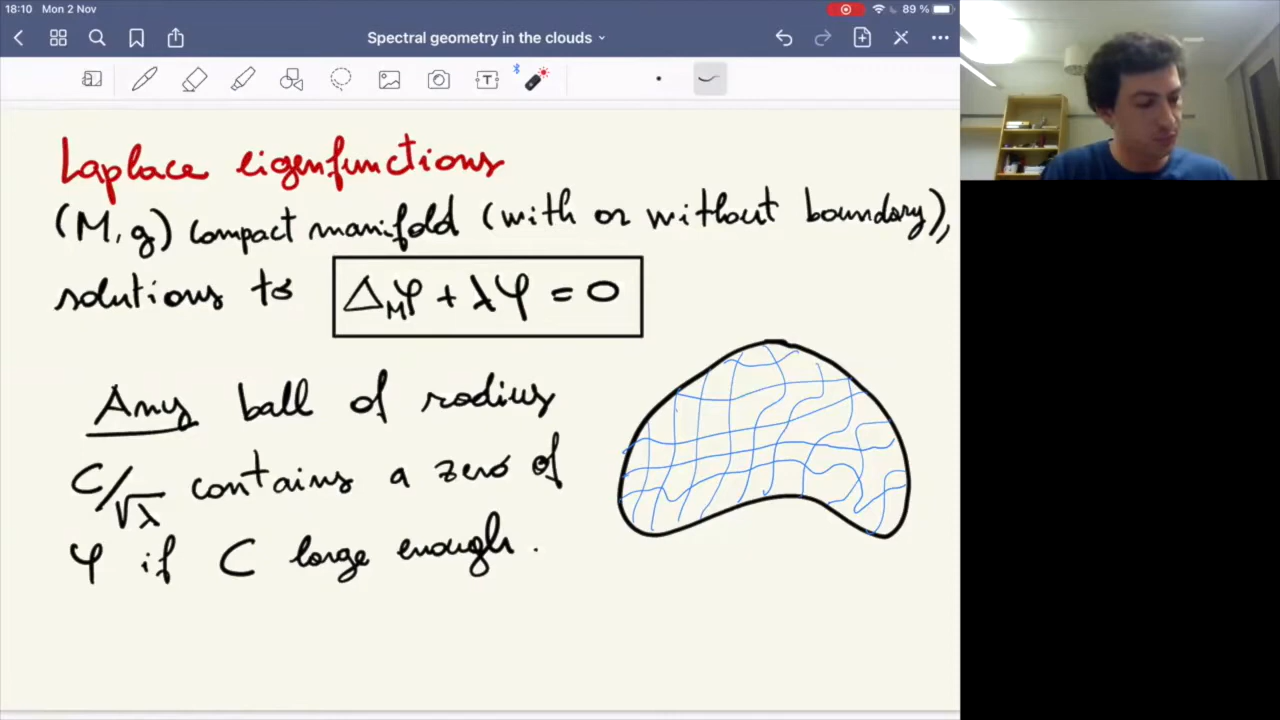 18:10 Mon 2 Nov
89 %
Spectral geometry in the clouds
Laplace eigenfunctions
(M, g) compact manifold (with or without boundary),
solutions to Δ_Mφ + λφ = 0
Any ball of radius
C/√λ contains a zero of
φ if C large enough.